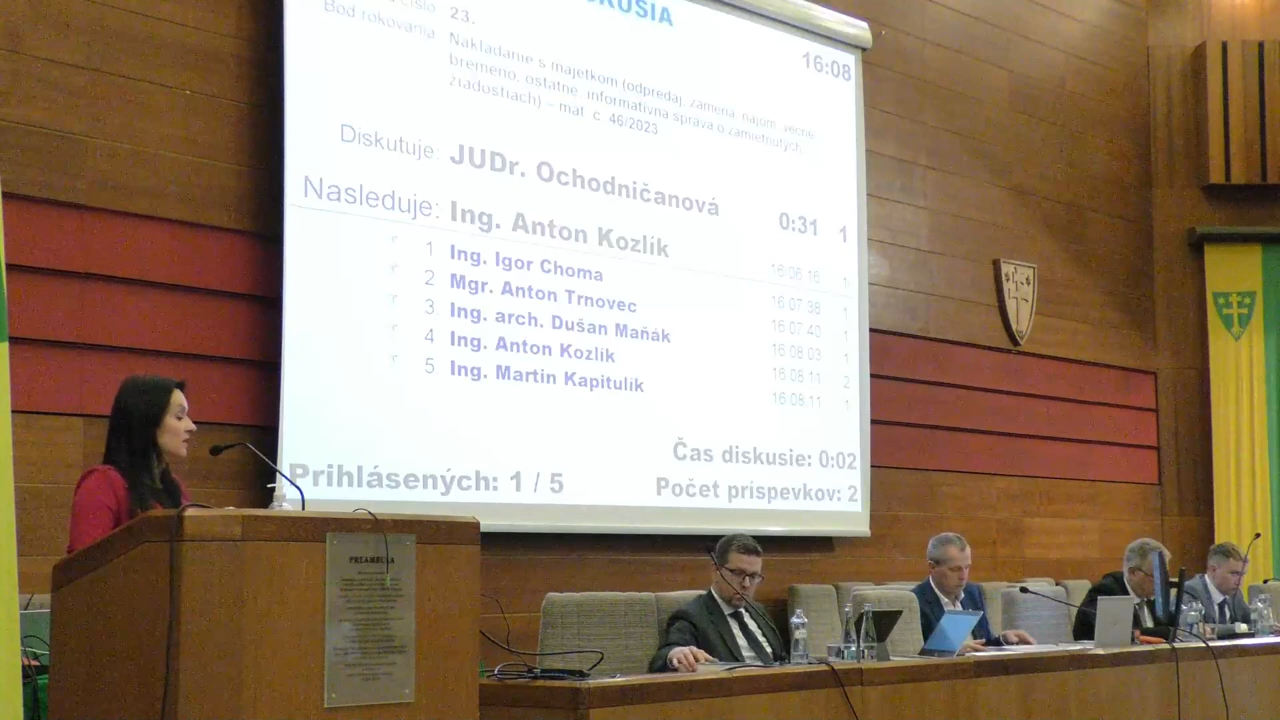 DISKUSIA
číslo 23.
16:08
Bod rokovania: Nakladanie s majetkom (odpredaj, zámena, nájom, vecné
bremeno, ostatné, informatívna správa o zamietnutých
žiadostiach) – mat. č. 46/2023
Diskutuje: JUDr. Ochodničanová 0:31 1
Nasleduje: Ing. Anton Kozlík
16:06:16 1
1 Ing. Igor Choma 16:07:38 1
2 Mgr. Anton Trnovec 16:07:40 1
3 Ing. arch. Dušan Maňák 16:08:03 1
4 Ing. Anton Kozlík 16:08:11 2
5 Ing. Martin Kapitulík 16:08:11 1
Čas diskusie: 0:02
Prihlásených: 1 / 5
Počet príspevkov: 2
PREAMBULA